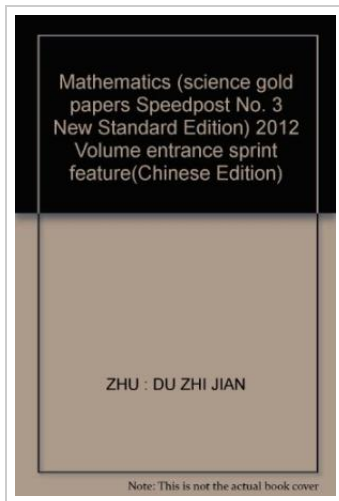 Mathematics (science gold
papers Speedpost No. 3
New Standard Edition) 2012
Volume entrance sprint
feature(Chinese Edition)
ZHU : DU ZHI JIAN
Note: This is not the actual book cover